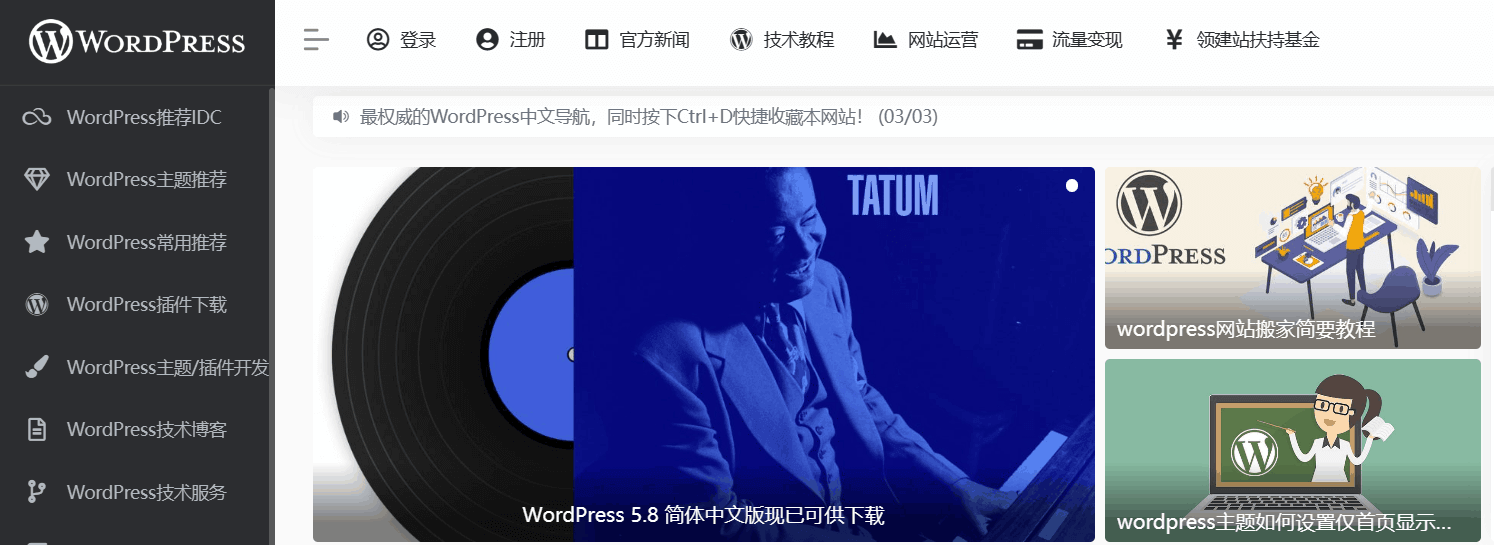 WORDPRESS
登录
注册
官方新闻
技术教程
网站运营
流量变现
领建站扶持基金
WordPress推荐IDC
WordPress主题推荐
WordPress常用推荐
WordPress插件下载
WordPress主题/插件开发
WordPress技术博客
WordPress技术服务
最权威的WordPress中文导航，同时按下Ctrl+D快捷收藏本网站！ (03/03)
TATUM
WordPress 5.8 简体中文版现已可供下载
ORDPRESS
wordpress网站搬家简要教程
wordpress主题如何设置仅首页显示...